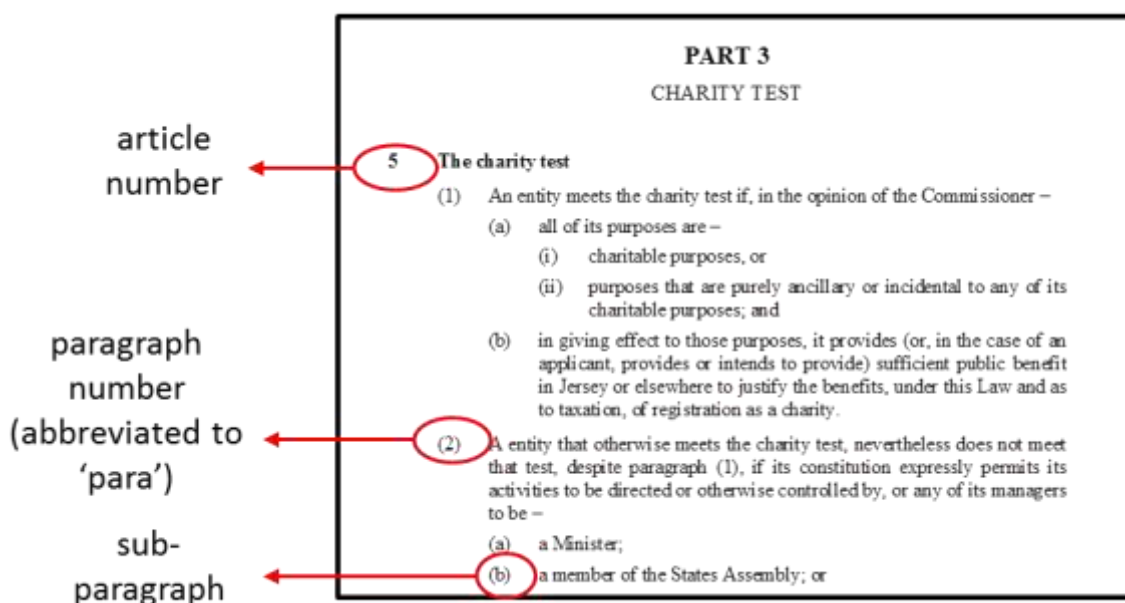 article
number
paragraph
number
(abbreviated to
‘para’)
sub-
paragraph
PART 3
CHARITY TEST
5 The charity test
(1) An entity meets the charity test if, in the opinion of the Commissioner –
(a) all of its purposes are –
(i) charitable purposes, or
(ii) purposes that are purely ancillary or incidental to any of its
charitable purposes; and
(b) in giving effect to those purposes, it provides (or, in the case of an
applicant, provides or intends to provide) sufficient public benefit
in Jersey or elsewhere to justify the benefits, under this Law and as
to taxation, of registration as a charity.
(2) A entity that otherwise meets the charity test, nevertheless does not meet
that test, despite paragraph (1), if its constitution expressly permits its
activities to be directed or otherwise controlled by, or any of its managers
to be –
(a) a Minister;
(b) a member of the States Assembly; or